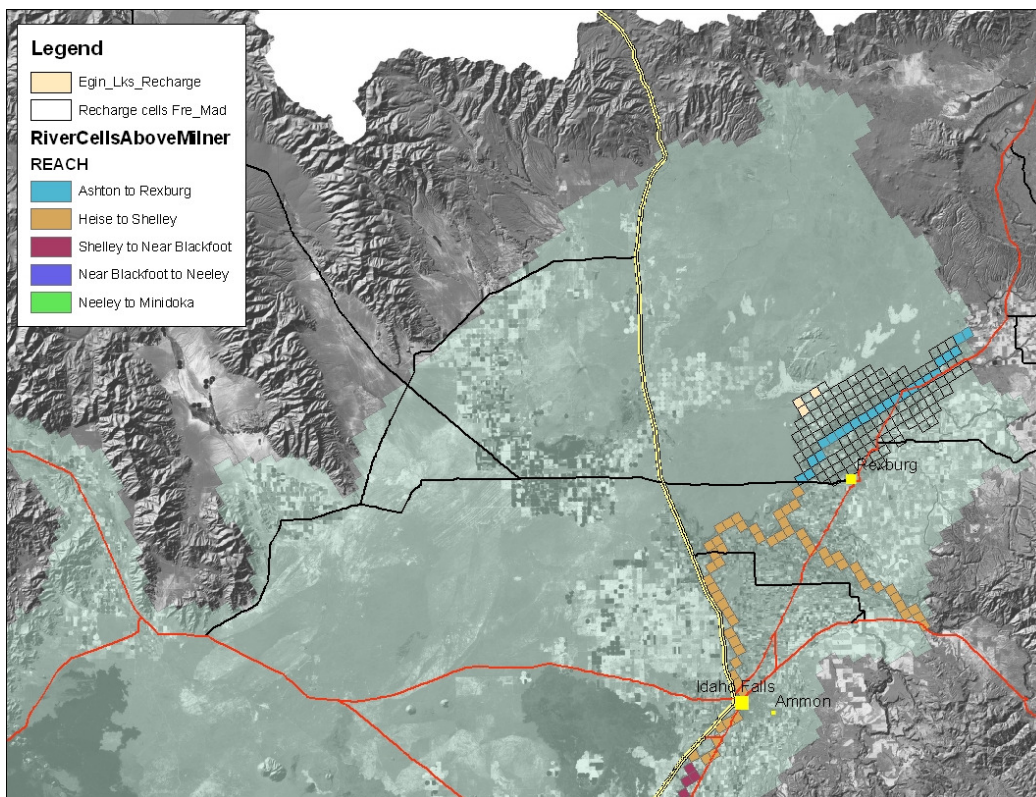 Legend
Egin_Lks_Recharge
Recharge cells Fre_Mad
RiverCellsAboveMilner
REACH
Ashton to Rexburg
Heise to Shelley
Shelley to Near Blackfoot
Near Blackfoot to Neeley
Neeley to Minidoka
Rexburg
Idaho Falls
Ammon